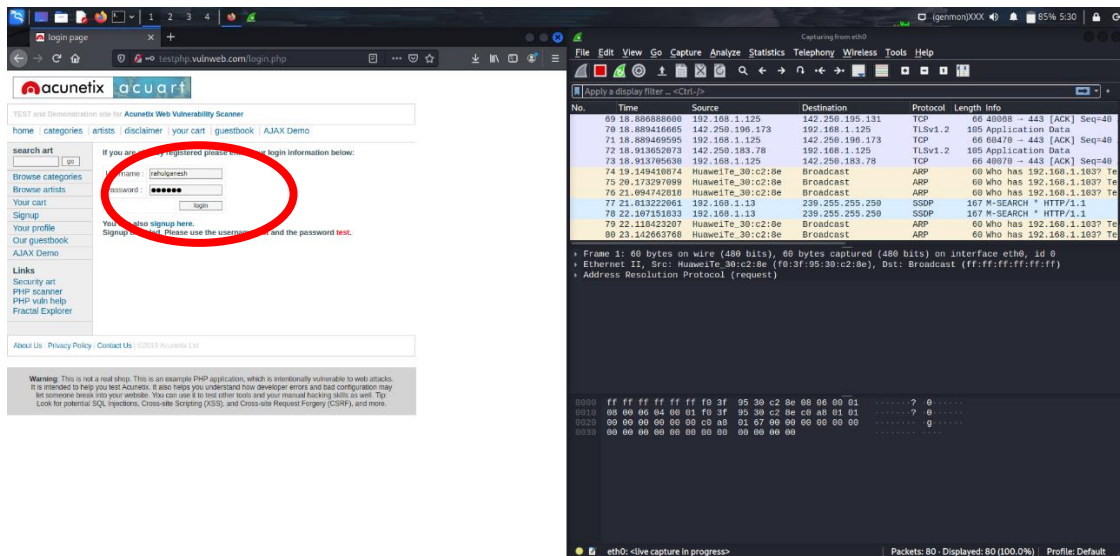 1 2 3 4
(genmon)XXX 85% 5:30
login page
testphp.vulnweb.com/login.php
acunetix acuart
TEST and Demonstration site for Acunetix Web Vulnerability Scanner
home | categories | artists | disclaimer | your cart | guestbook | AJAX Demo
search art
go
Browse categories
Browse artists
Your cart
Signup
Your profile
Our guestbook
AJAX Demo
Links
Security art
PHP scanner
PHP vuln help
Fractal Explorer
If you are registered please your login information below:
rahulganesh
Password :
login
You also signup here.
Signup Please use the username and the password test.
About Us | Privacy Policy | Contact Us | ©2019 Acunetix Ltd
Warning: This is not a real shop. This is an example PHP application, which is intentionally vulnerable to web attacks.
It is intended to help you test Acunetix. It also helps you understand how developer errors and bad configuration may
let someone break into your website. You can use it to test other tools and your manual hacking skills as well. Tip:
Look for potential SQL Injections, Cross-site Scripting (XSS), and Cross-site Request Forgery (CSRF), and more.
Capturing from eth0
File Edit View Go Capture Analyze Statistics Telephony Wireless Tools Help
Apply a display filter ... <Ctrl-/>
No. Time Source Destination Protocol Length Info
69 18.886888600 192.168.1.125 142.250.195.131 TCP 66 40068 → 443 [ACK] Seq=40
70 18.889416665 142.250.196.173 192.168.1.125 TLSv1.2 105 Application Data
71 18.889469595 192.168.1.125 142.250.196.173 TCP 66 60470 → 443 [ACK] Seq=40
72 18.913652073 142.250.183.78 192.168.1.125 TLSv1.2 105 Application Data
73 18.913705630 192.168.1.125 142.250.183.78 TCP 66 40070 → 443 [ACK] Seq=40
74 19.149410874 HuaweiTe_30:c2:8e Broadcast ARP 60 Who has 192.168.1.103? Te
75 20.173297099 HuaweiTe_30:c2:8e Broadcast ARP 60 Who has 192.168.1.103? Te
76 21.094742818 HuaweiTe_30:c2:8e Broadcast ARP 60 Who has 192.168.1.103? Te
77 21.813222061 192.168.1.13 239.255.255.250 SSDP 167 M-SEARCH * HTTP/1.1
78 22.107151833 192.168.1.13 239.255.255.250 SSDP 167 M-SEARCH * HTTP/1.1
79 22.118423207 HuaweiTe_30:c2:8e Broadcast ARP 60 Who has 192.168.1.103? Te
80 23.142663768 HuaweiTe_30:c2:8e Broadcast ARP 60 Who has 192.168.1.103? Te
Frame 1: 60 bytes on wire (480 bits), 60 bytes captured (480 bits) on interface eth0, id 0
Ethernet II, Src: HuaweiTe_30:c2:8e (f0:3f:95:30:c2:8e), Dst: Broadcast (ff:ff:ff:ff:ff:ff)
Address Resolution Protocol (request)
0000 ff ff ff ff ff ff f0 3f 95 30 c2 8e 08 06 00 01 ·······? ·0······
0010 08 00 06 04 00 01 f0 3f 95 30 c2 8e c0 a8 01 01 ·······? ·0······
0020 00 00 00 00 00 00 c0 a8 01 67 00 00 00 00 00 00 ········ ·g······
0030 00 00 00 00 00 00 00 00 00 00 00 00 ········ ····
eth0: <live capture in progress> Packets: 80 · Displayed: 80 (100.0%) Profile: Default